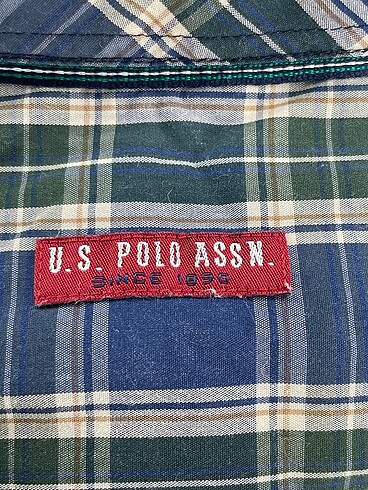 U.S. POLO ASSN.
SINCE 1890